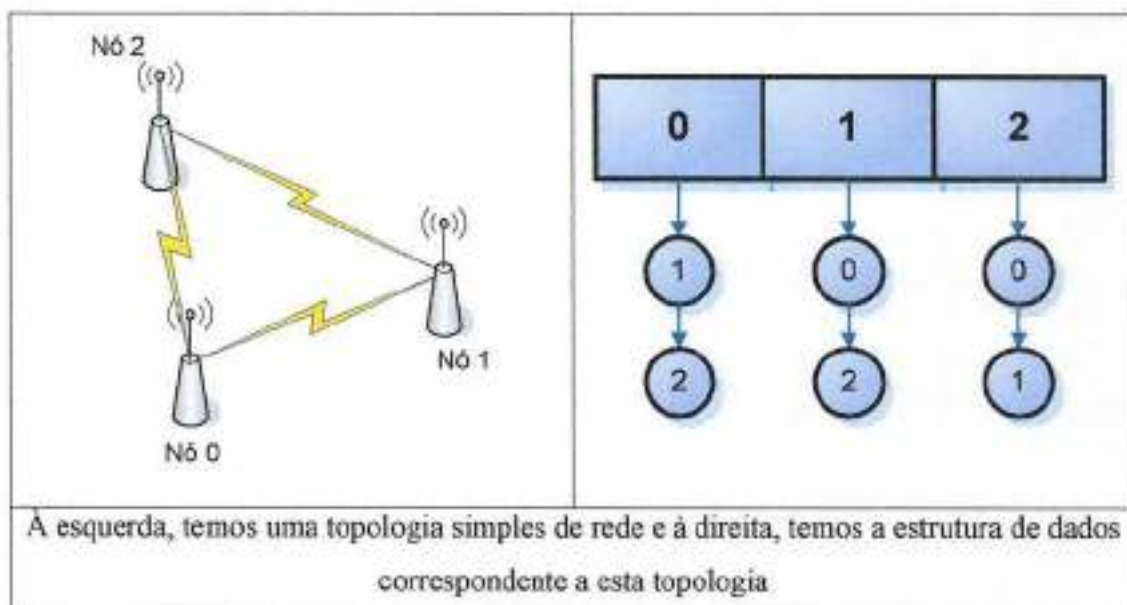 Nó 2
Nó 1
Nó 0
0 1 2
1 0 0
2 2 1
À esquerda, temos uma topologia simples de rede e à direita, temos a estrutura de dados
correspondente a esta topologia